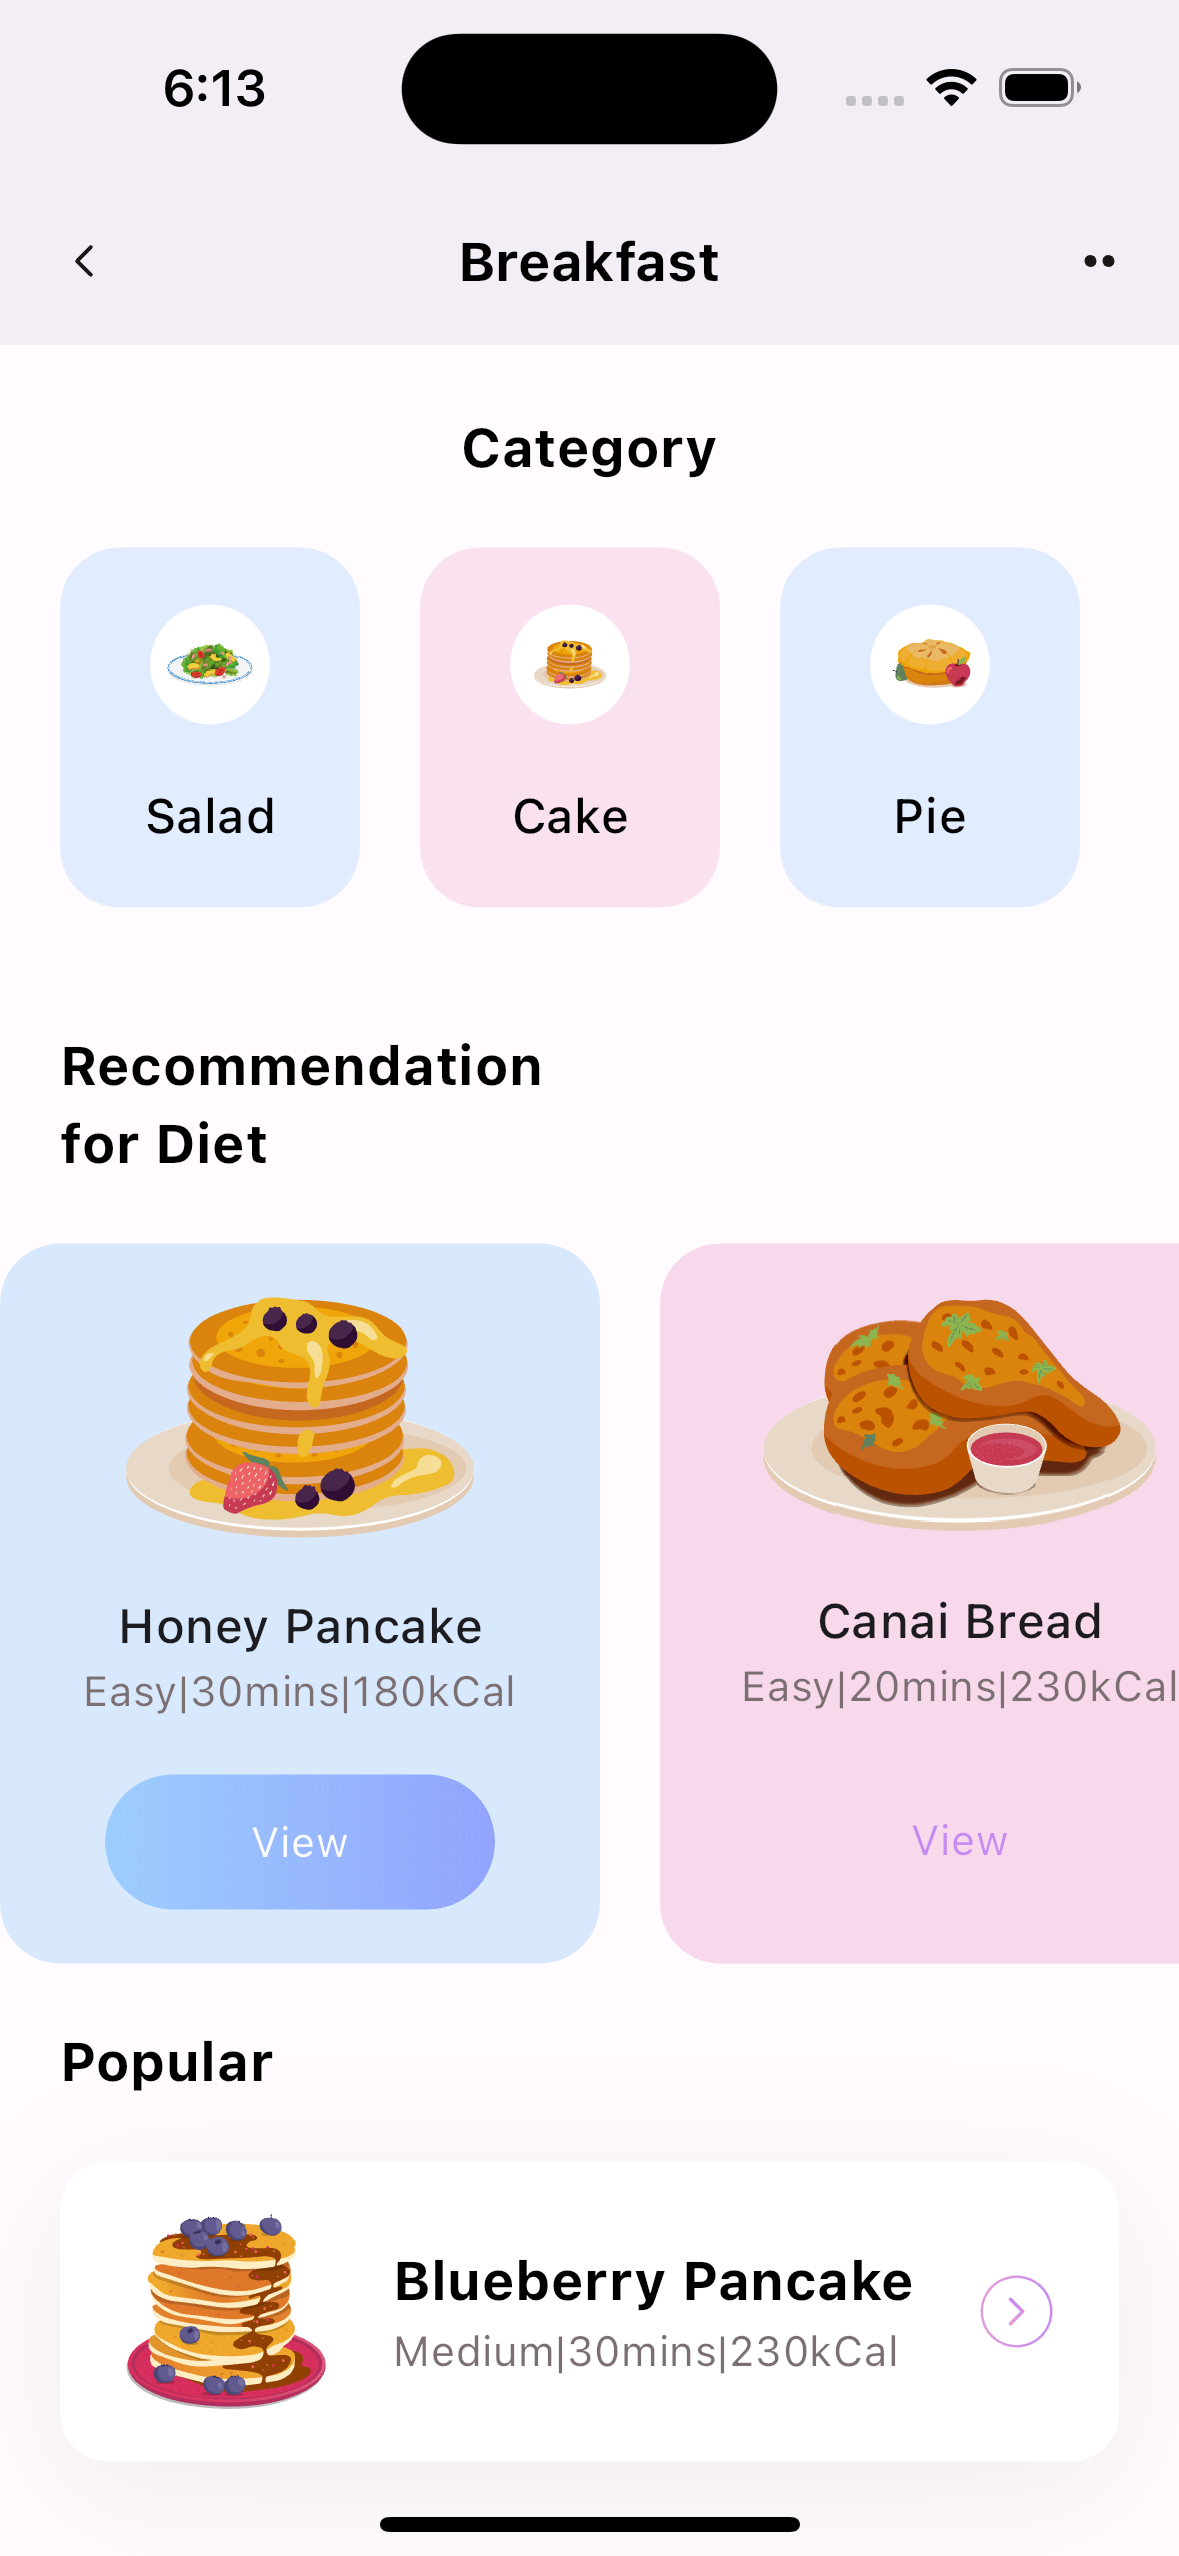 6:13
Breakfast
Category
Salad
Cake
Pie
Recommendation
for Diet
Honey Pancake
Easy|30mins|180kCal
View
Canai Bread
Easy|20mins|230kCal
View
Popular
Blueberry Pancake
Medium|30mins|230kCal